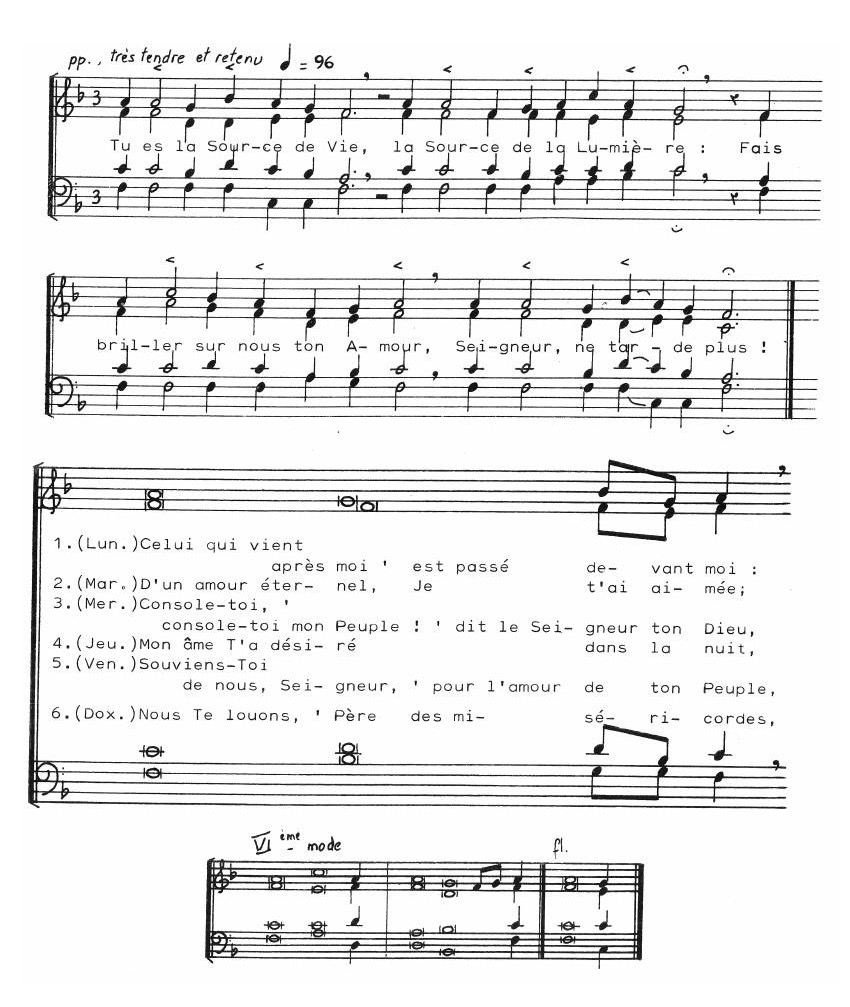 pp., très tendre et retenu ♩ = 96
Tu es la Sour-ce de Vie, la Sour-ce de la Lu-miè-re : Fais
bril-ler sur nous ton A-mour, Sei-gneur, ne tar-de plus !
1.(Lun.)Celui qui vient
après moi ' est passé de- vant moi :
2.(Mar.)D'un amour éter- nel, Je t'ai ai- mée;
3.(Mer.)Console-toi, '
console-toi mon Peuple ! ' dit le Sei- gneur ton Dieu,
4.(Jeu.)Mon âme T'a dési- ré dans la nuit,
5.(Ven.)Souviens-Toi
de nous, Sei- gneur, ' pour l'amour de ton Peuple,
6.(Dox.)Nous Te louons, ' Père des mi- sé- ri- cordes,
VI ème mode fl.